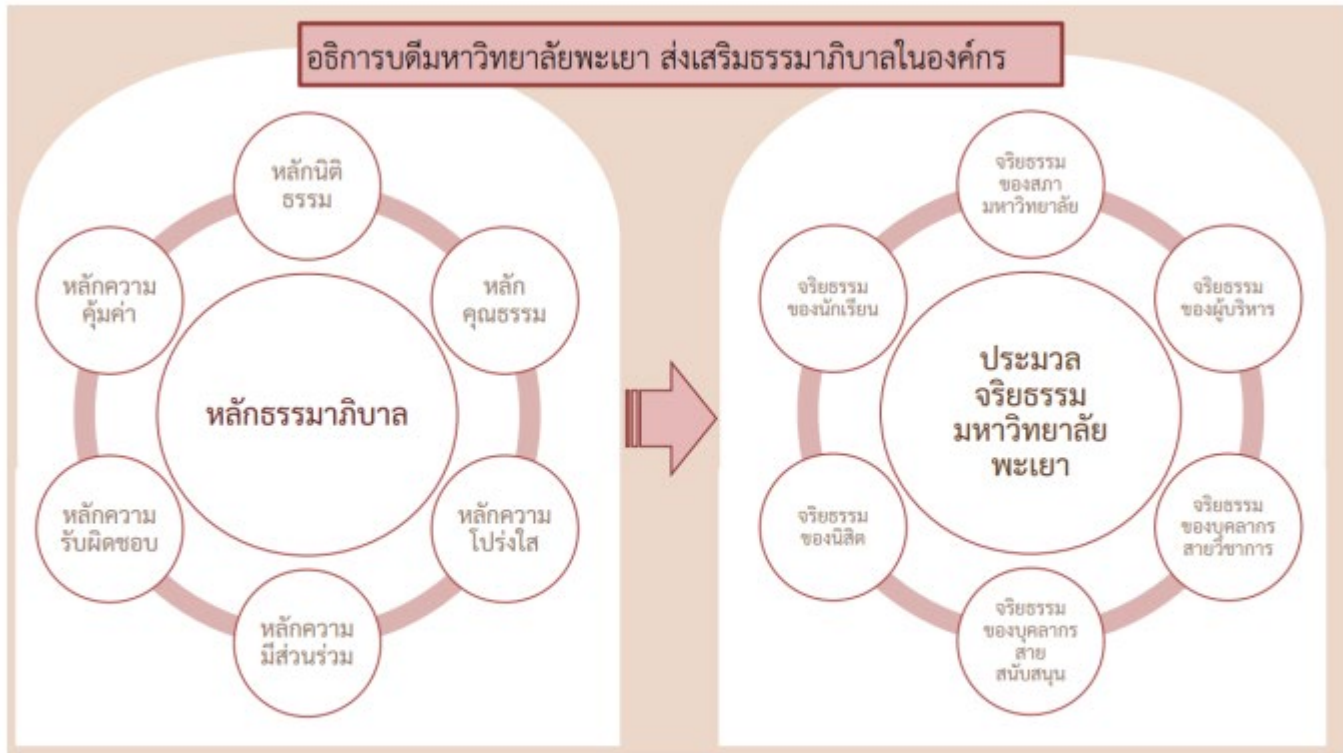 อธิการบดีมหาวิทยาลัยพะเยา ส่งเสริมธรรมาภิบาลในองค์กร
หลักนิติ
ธรรม
หลัก
คุณธรรม
หลักความ
โปร่งใส
หลักความ
มีส่วนร่วม
หลักความ
รับผิดชอบ
หลักความ
คุ้มค่า
หลักธรรมาภิบาล
จริยธรรม
ของสภา
มหาวิทยาลัย
จริยธรรม
ของผู้บริหาร
จริยธรรม
ของบุคลากร
สายวิชาการ
จริยธรรม
ของบุคลากร
สาย
สนับสนุน
จริยธรรม
ของนิสิต
จริยธรรม
ของนักเรียน
ประมวล
จริยธรรม
มหาวิทยาลัย
พะเยา